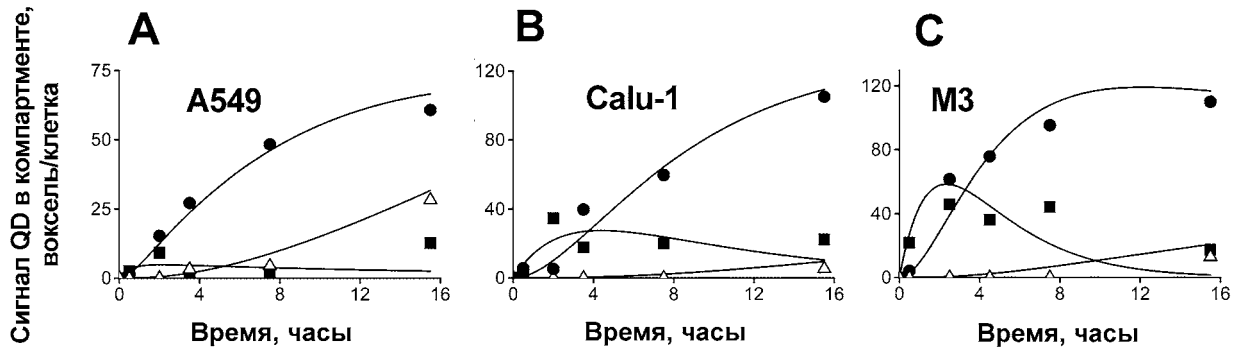 Сигнал QD в компартменте,
воксель/клетка
A
A549
75
50
25
0
0 4 8 12 16
Время, часы
B
Calu-1
120
80
40
0
0 4 8 12 16
Время, часы
C
M3
120
80
40
0
0 4 8 12 16
Время, часы